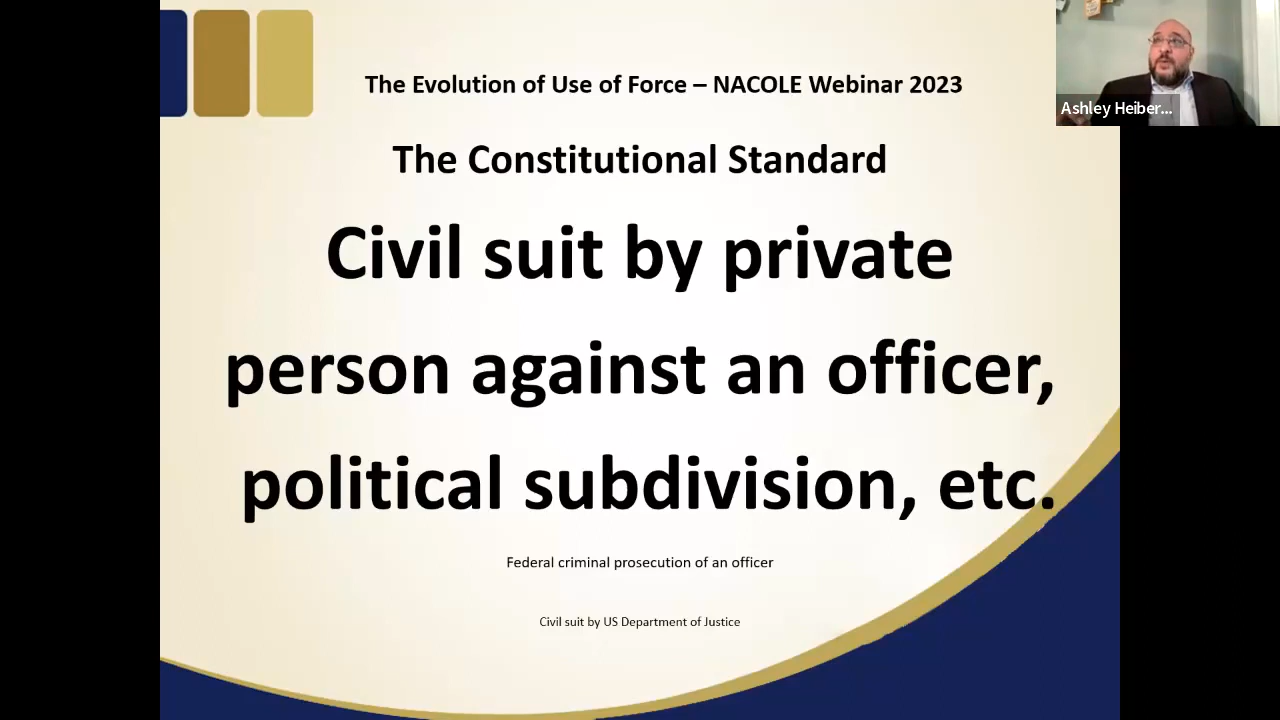 The Evolution of Use of Force – NACOLE Webinar 2023
Ashley Heiber...
The Constitutional Standard
Civil suit by private
person against an officer,
political subdivision, etc.
Federal criminal prosecution of an officer
Civil suit by US Department of Justice